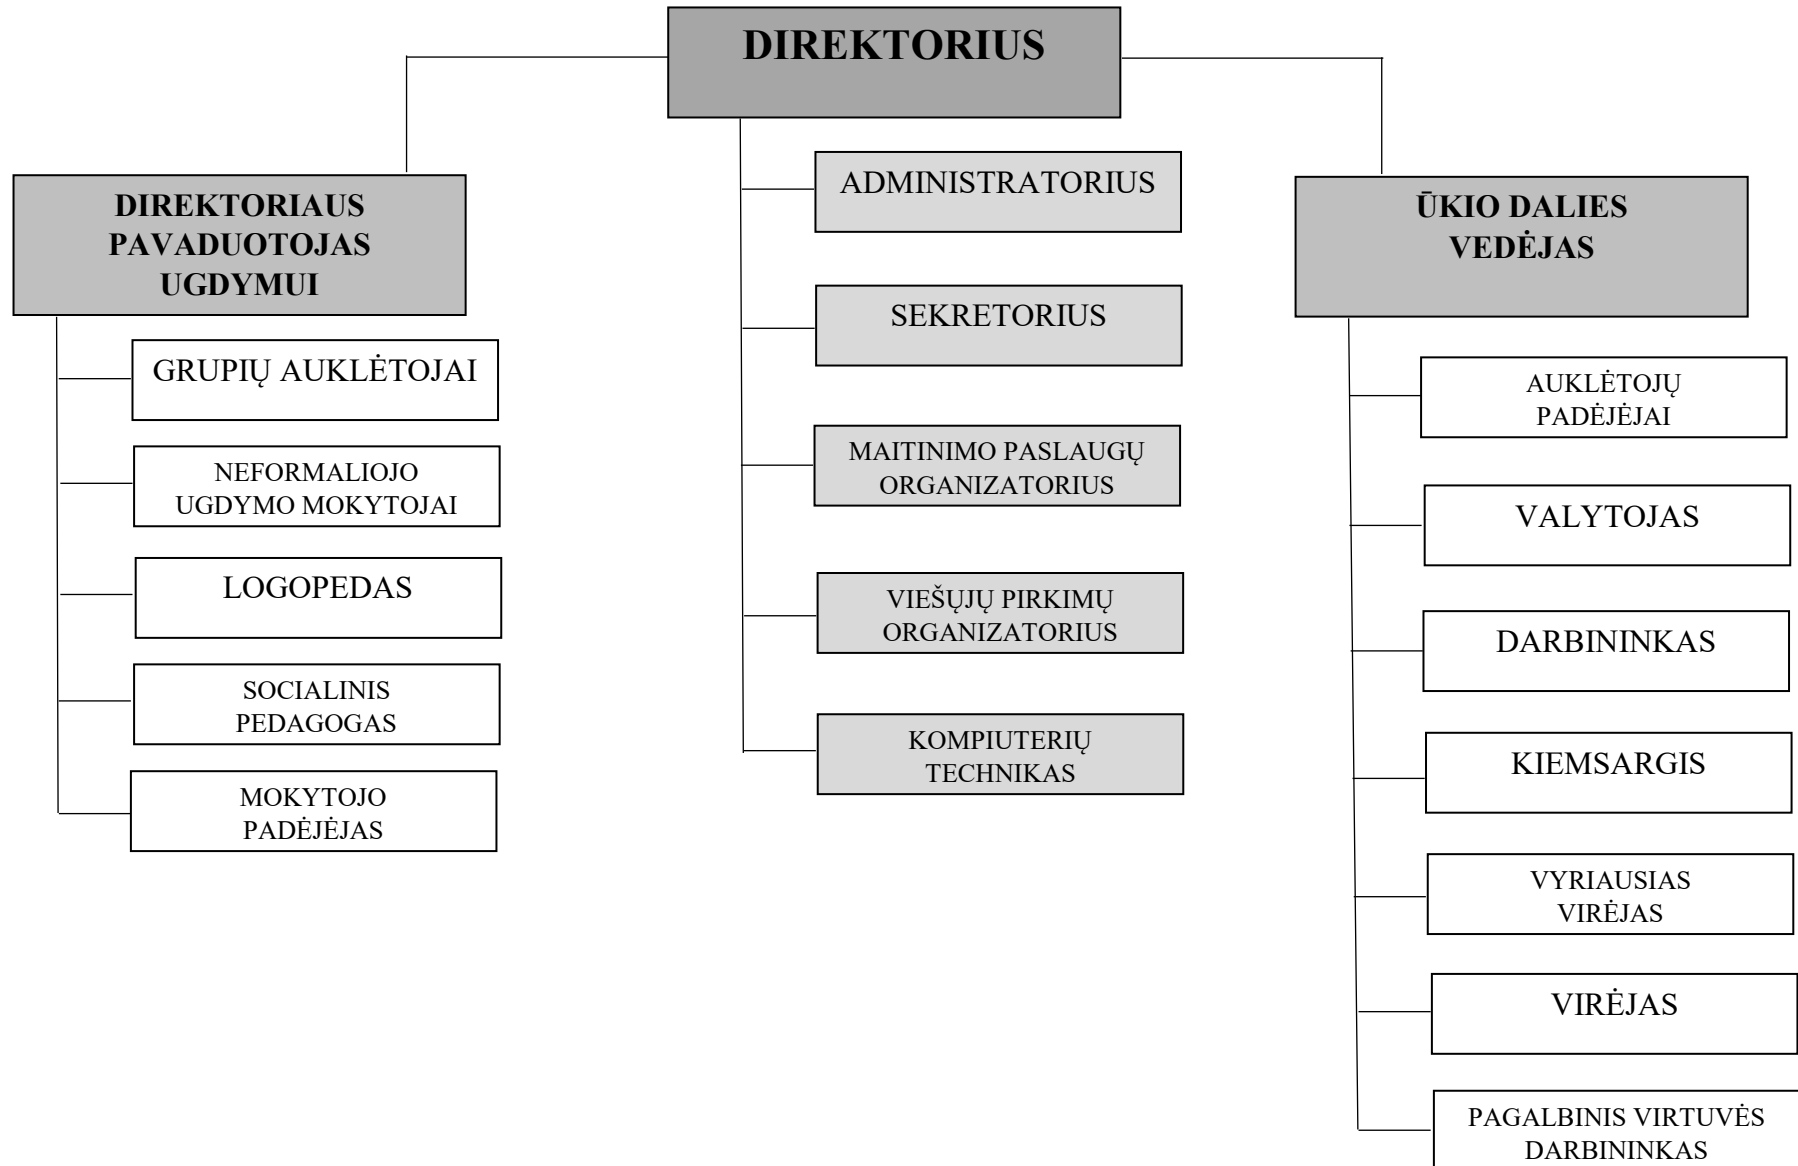 DIREKTORIUS
DIREKTORIAUS
PAVADUOTOJAS
UGDYMUI
GRUPIŲ AUKLĖTOJAI
NEFORMALIOJO
UGDYMO MOKYTOJAI
LOGOPEDAS
SOCIALINIS
PEDAGOGAS
MOKYTOJO
PADĖJĖJAS
ADMINISTRATORIUS
SEKRETORIUS
MAITINIMO PASLAUGŲ
ORGANIZATORIUS
VIEŠŲJŲ PIRKIMŲ
ORGANIZATORIUS
KOMPIUTERIŲ
TECHNIKAS
ŪKIO DALIES
VEDĖJAS
AUKLĖTOJŲ
PADĖJĖJAI
VALYTOJAS
DARBININKAS
KIEMSARGIS
VYRIAUSIAS
VIRĖJAS
VIRĖJAS
PAGALBINIS VIRTUVĖS
DARBININKAS